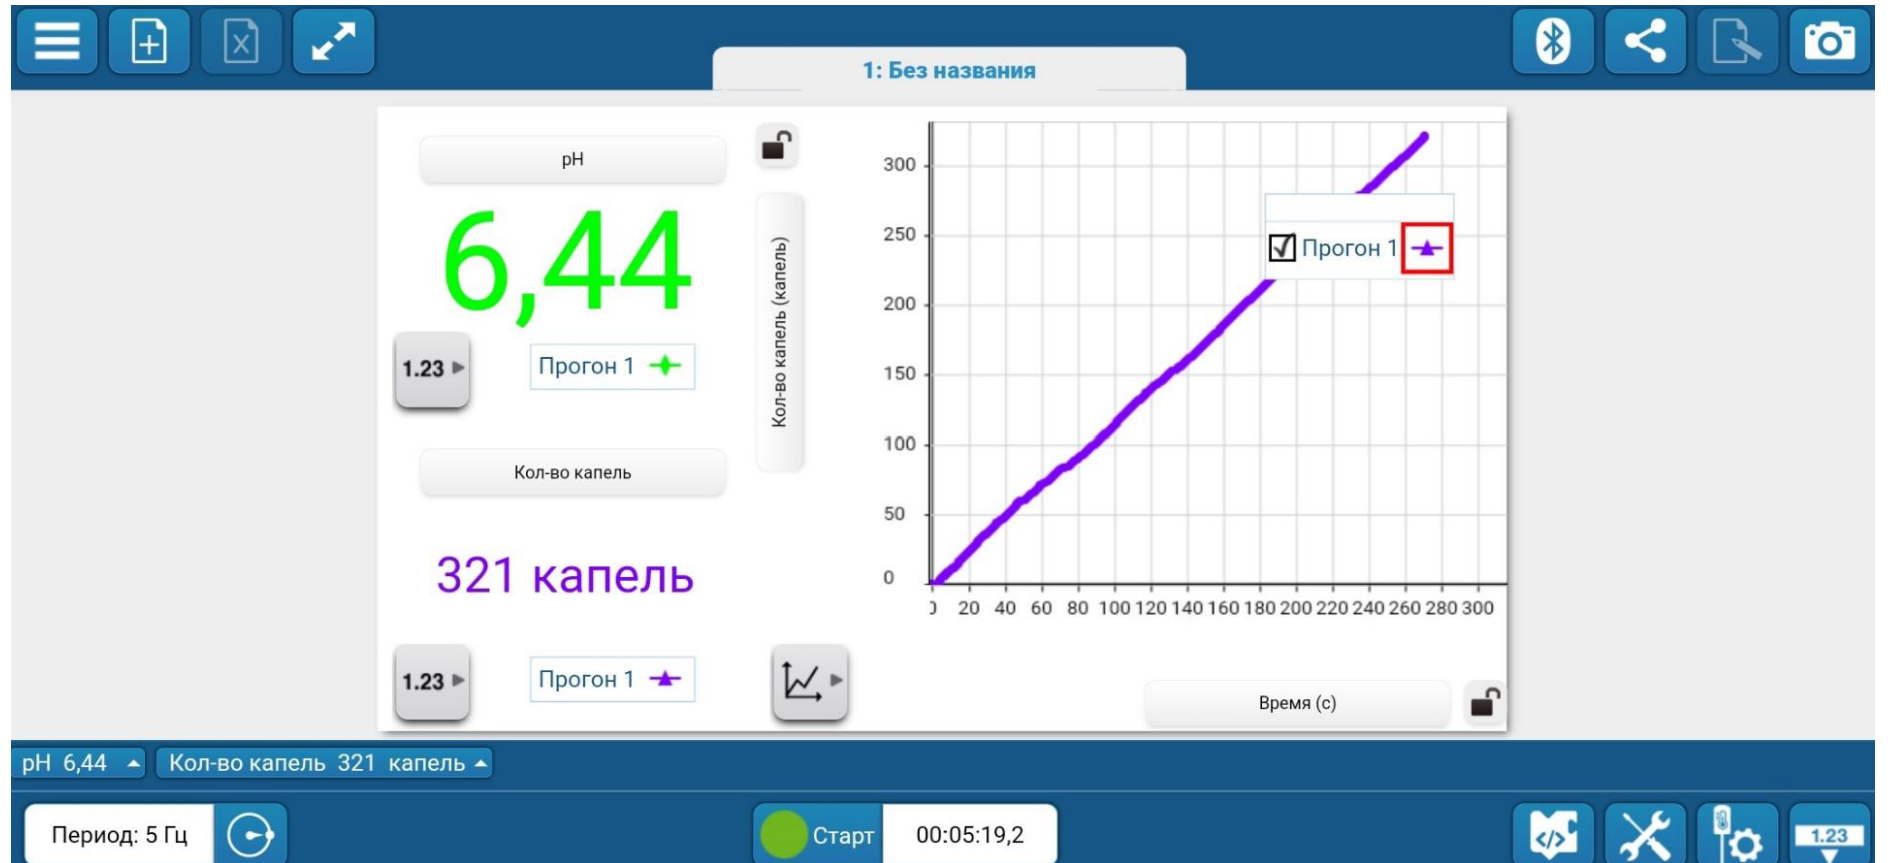 1: Без названия
pH
6,44
1.23
Прогон 1
Кол-во капель
321 капель
1.23
Прогон 1
Кол-во капель (капель)
300
250
200
150
100
50
0
0 20 40 60 80 100 120 140 160 180 200 220 240 260 280 300
Прогон 1
Время (с)
pH 6,44
Кол-во капель 321 капель
Период: 5 Гц
Старт
00:05:19,2
</>
1.23